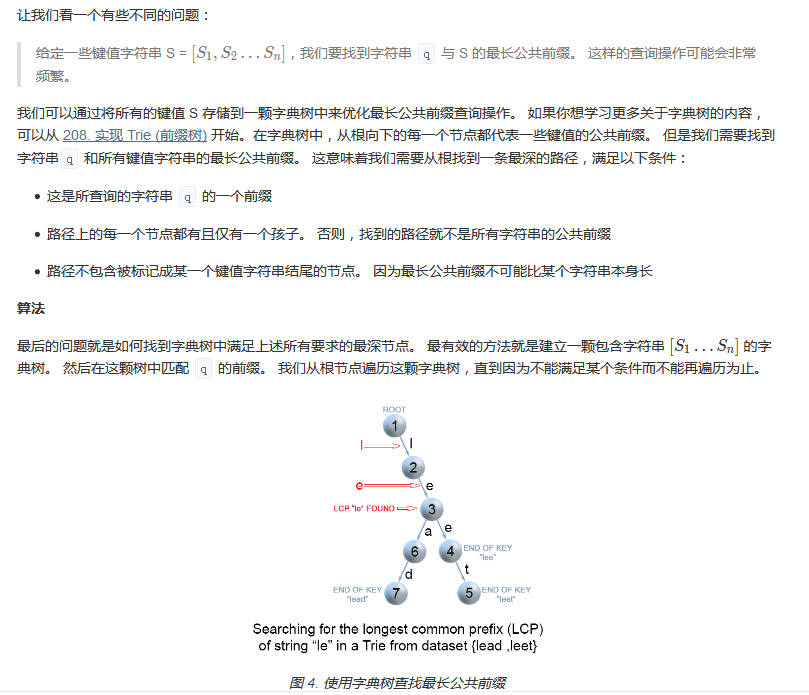 让我们看一个有些不同的问题：
给定一些键值字符串 S = [S₁, S₂ … Sₙ]，我们要找到字符串 q 与 S 的最长公共前缀。 这样的查询操作可能会非常
频繁。
我们可以通过将所有的键值 S 存储到一颗字典树中来优化最长公共前缀查询操作。 如果你想学习更多关于字典树的内容，
可以从 208. 实现 Trie (前缀树) 开始。在字典树中，从根向下的每一个节点都代表一些键值的公共前缀。 但是我们需要找到
字符串 q 和所有键值字符串的最长公共前缀。 这意味着我们需要从根找到一条最深的路径，满足以下条件：
• 这是所查询的字符串 q 的一个前缀
• 路径上的每一个节点都有且仅有一个孩子。 否则，找到的路径就不是所有字符串的公共前缀
• 路径不包含被标记成某一个键值字符串结尾的节点。 因为最长公共前缀不可能比某个字符串本身长
算法
最后的问题就是如何找到字典树中满足上述所有要求的最深节点。 最有效的方法就是建立一颗包含字符串 [S₁ … Sₙ] 的字
典树。 然后在这颗树中匹配 q 的前缀。 我们从根节点遍历这颗字典树，直到因为不能满足某个条件而不能再遍历为止。
ROOT
1
l l
2
e e
LCP "le" FOUND 3
a e
6 4 END OF KEY
"lee"
d t
END OF KEY 7 5 END OF KEY
"lead" "leet"
Searching for the longest common prefix (LCP)
of string “le” in a Trie from dataset {lead ,leet}
图 4. 使用字典树查找最长公共前缀